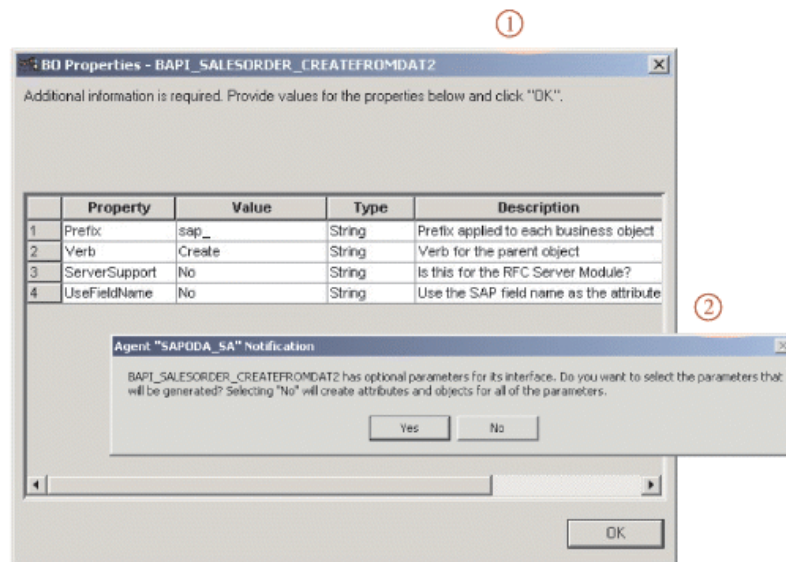 ①
BO Properties - BAPI_SALESORDER_CREATEFROMDAT2
Additional information is required. Provide values for the properties below and click "OK".
Property Value Type Description
1 Prefix sap_ String Prefix applied to each business object
2 Verb Create String Verb for the parent object
3 ServerSupport No String Is this for the RFC Server Module?
4 UseFieldName No String Use the SAP field name as the attribute
②
Agent "SAPODA_SA" Notification
BAPI_SALESORDER_CREATEFROMDAT2 has optional parameters for its interface. Do you want to select the parameters that
will be generated? Selecting "No" will create attributes and objects for all of the parameters.
Yes No
OK